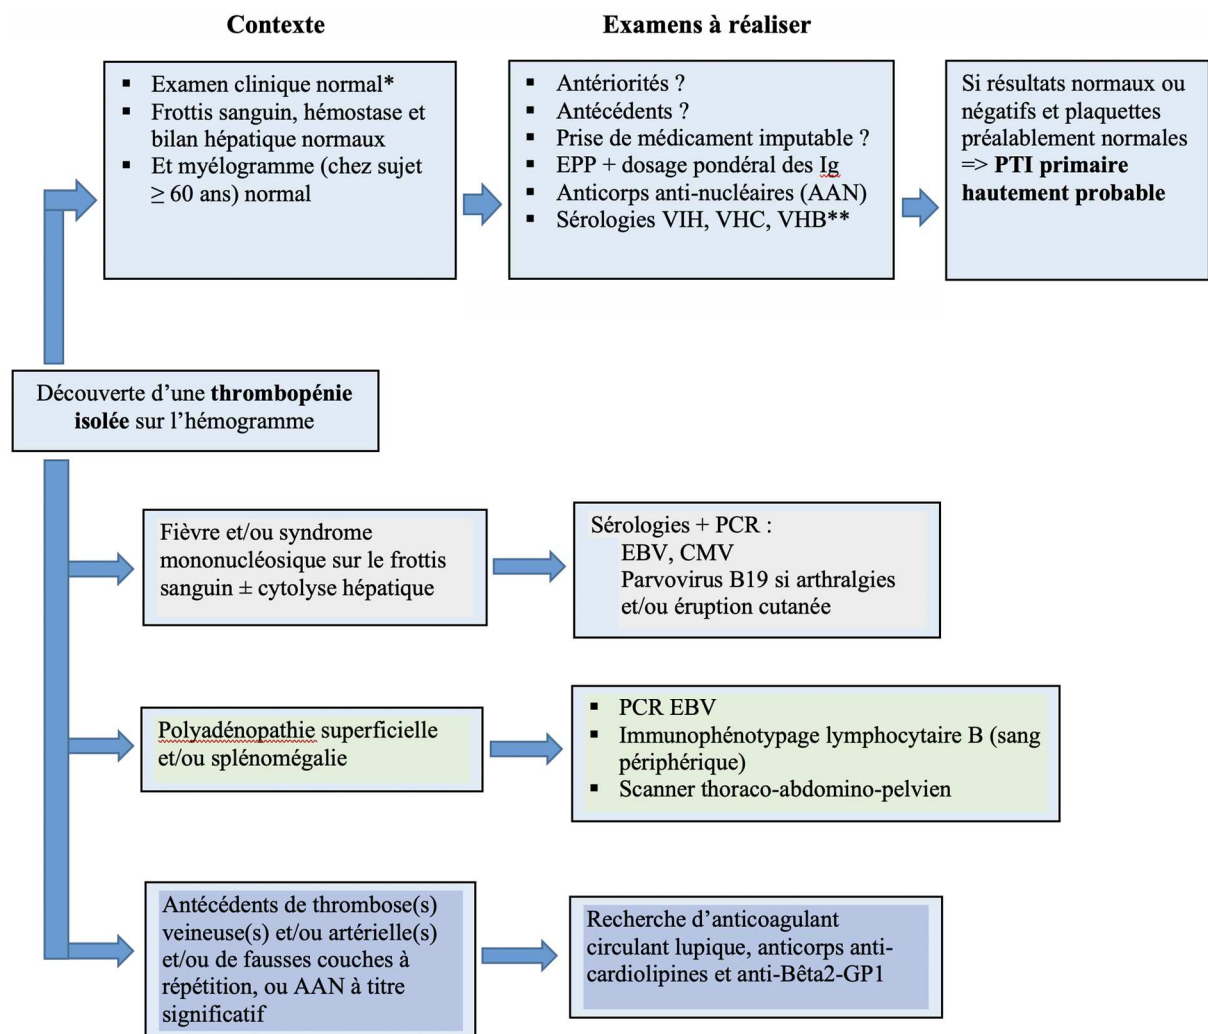 Contexte
Examens à réaliser
▪ Examen clinique normal*
▪ Frottis sanguin, hémostase et
bilan hépatique normaux
▪ Et myélogramme (chez sujet
≥ 60 ans) normal
▪ Antériorités ?
▪ Antécédents ?
▪ Prise de médicament imputable ?
▪ EPP + dosage pondéral des Ig
▪ Anticorps anti-nucléaires (AAN)
▪ Sérologies VIH, VHC, VHB**
Si résultats normaux ou
négatifs et plaquettes
préalablement normales
=> PTI primaire
hautement probable
Découverte d’une thrombopénie
isolée sur l’hémogramme
Fièvre et/ou syndrome
mononucléosique sur le frottis
sanguin ± cytolyse hépatique
Sérologies + PCR :
EBV, CMV
Parvovirus B19 si arthralgies
et/ou éruption cutanée
Polyadénopathie superficielle
et/ou splénomégalie
▪ PCR EBV
▪ Immunophénotypage lymphocytaire B (sang
périphérique)
▪ Scanner thoraco-abdomino-pelvien
Antécédents de thrombose(s)
veineuse(s) et/ou artérielle(s)
et/ou de fausses couches à
répétition, ou AAN à titre
significatif
Recherche d’anticoagulant
circulant lupique, anticorps anti-
cardiolipines et anti-Bêta2-GP1